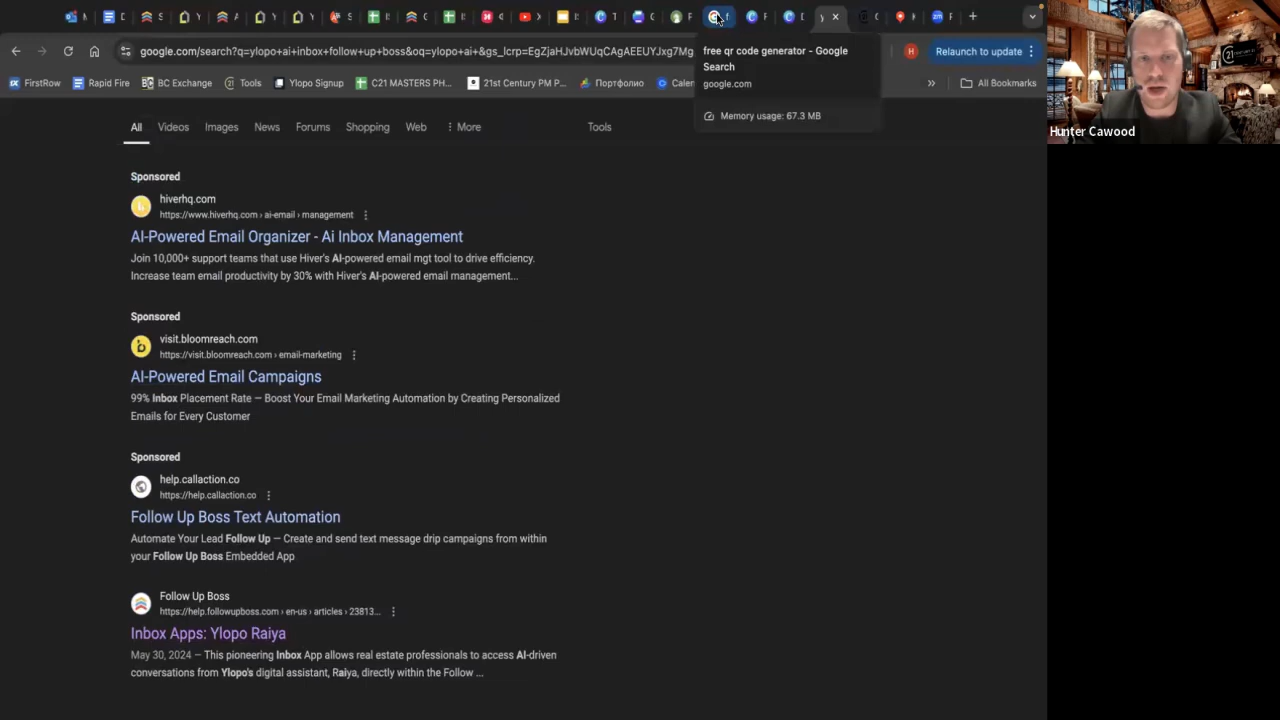 google.com/search?q=ylopo+ai+inbox+follow+up+boss&oq=ylopo+ai+&gs_lcrp=EgZjaHJvbWUqCAgAEEUYJxg7Mg
H
Relaunch to update
free qr code generator - Google
Search
google.com
Memory usage: 67.3 MB
FirstRow
Rapid Fire
BC Exchange
Tools
Ylopo Signup
C21 MASTERS PH...
21st Century PM P...
Портфолио
Calen
»
All Bookmarks
Hunter Cawood
All
Videos
Images
News
Forums
Shopping
Web
More
Tools
Sponsored
hiverhq.com
https://www.hiverhq.com › ai-email › management
AI-Powered Email Organizer - Ai Inbox Management
Join 10,000+ support teams that use Hiver's AI-powered email mgt tool to drive efficiency.
Increase team email productivity by 30% with Hiver's AI-powered email management...
Sponsored
visit.bloomreach.com
https://visit.bloomreach.com › email-marketing
AI-Powered Email Campaigns
99% Inbox Placement Rate — Boost Your Email Marketing Automation by Creating Personalized
Emails for Every Customer
Sponsored
help.callaction.co
https://help.callaction.co
Follow Up Boss Text Automation
Automate Your Lead Follow Up — Create and send text message drip campaigns from within
your Follow Up Boss Embedded App
Follow Up Boss
https://help.followupboss.com › en-us › articles › 23813...
Inbox Apps: Ylopo Raiya
May 30, 2024 — This pioneering Inbox App allows real estate professionals to access AI-driven
conversations from Ylopo's digital assistant, Raiya, directly within the Follow ...